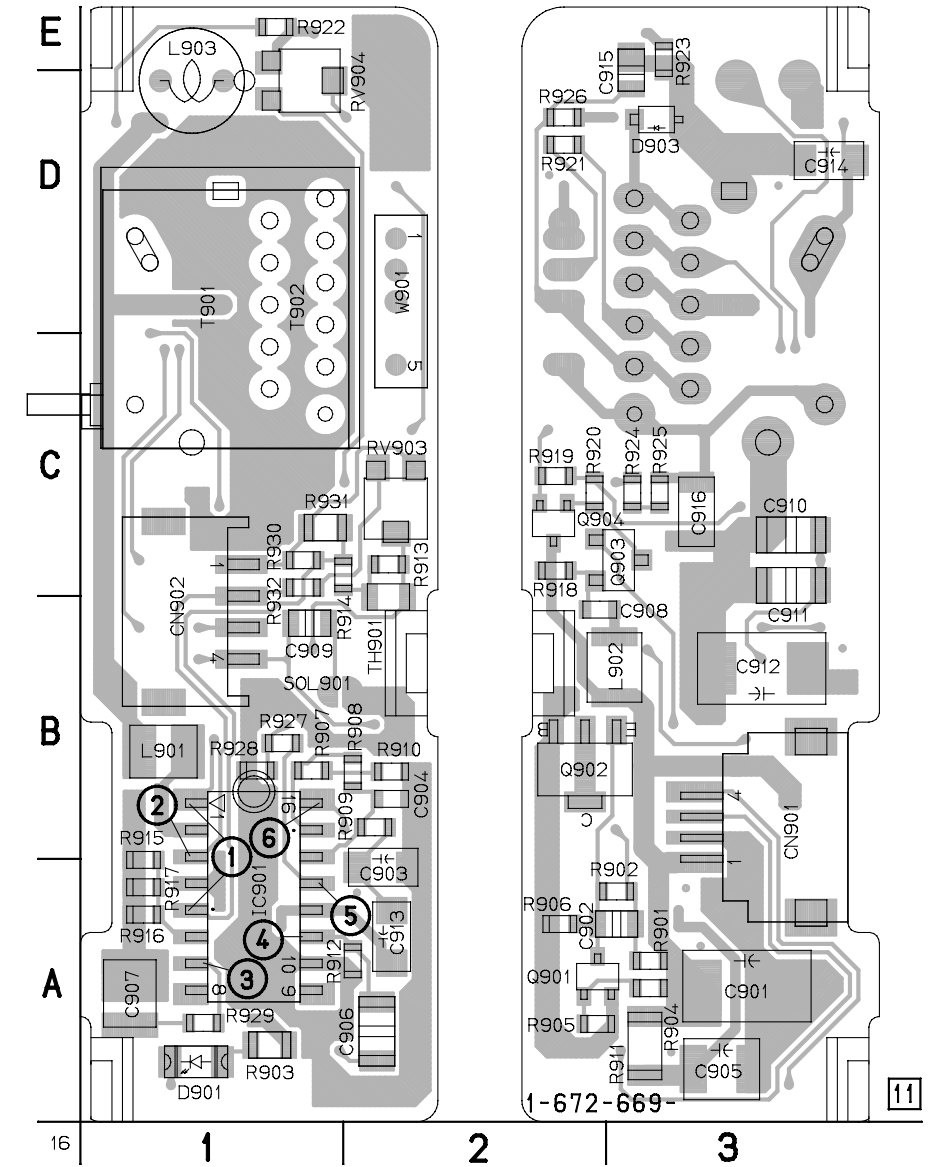 E
R922
L903
RV904
C915
R923
R926
D903
R921
C914
D
1
T901
T902
W901
5
C
RV903
R919
R920
R924
R925
R931
Q904
C916
C910
1
R930
R913
Q903
CN902
R932
R914
R918
C911
C908
C909
TH901
L902
C912
4
SOL901
B
R927
R907
R908
B
E
L901
R928
R910
Q902
C904
2
1
16
R909
C
4
CN901
6
R915
1
1
C903
R902
R917
IC901
5
R906
C902
R916
4
C913
R901
R912
A
3
10
Q901
C907
8
9
C901
R929
C906
R905
R904
R911
D901
R903
C905
1-672-669-
11
16
1
2
3